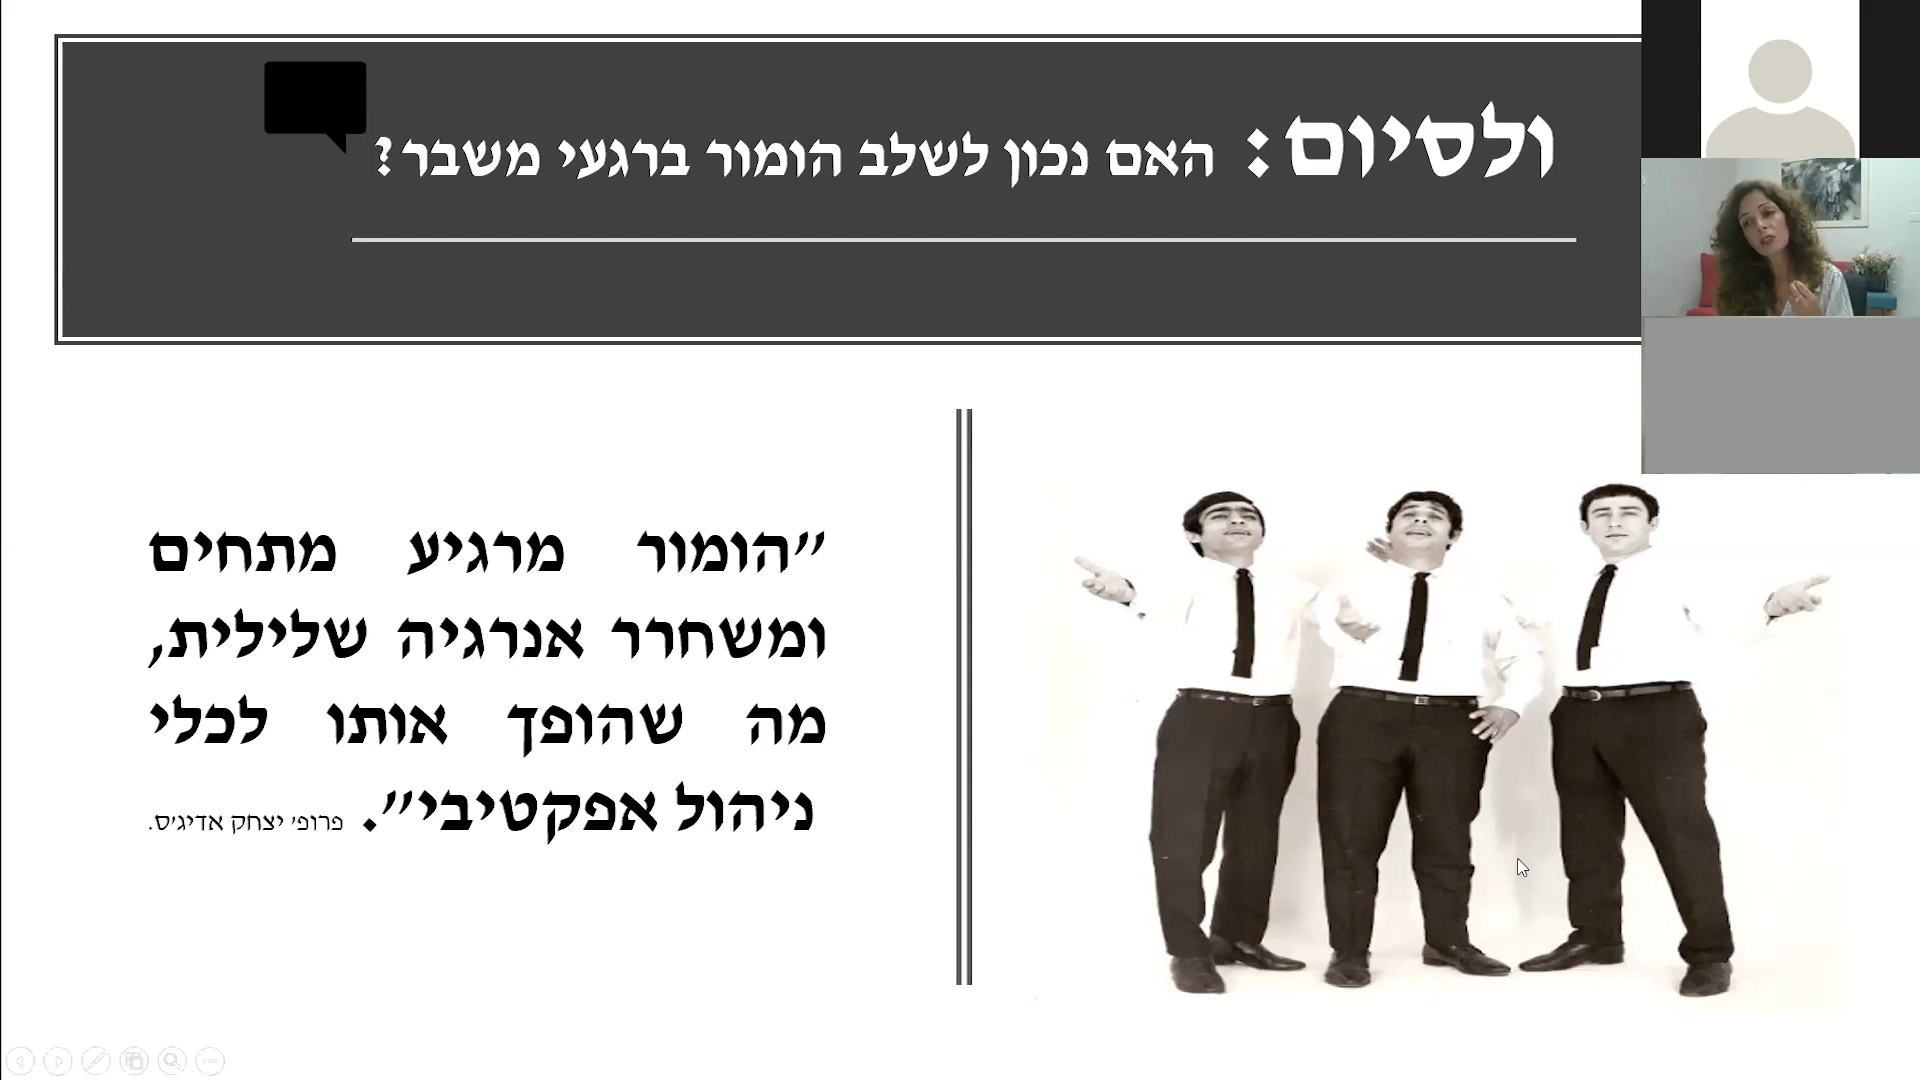 ולסיום: האם נכון לשלב הומור ברגעי משבר?
"הומור מרגיע מתחים
ומשחרר אנרגיה שלילית,
מה שהופך אותו לכלי
ניהול אפקטיבי". פרופ' יצחק אדיג'ס.